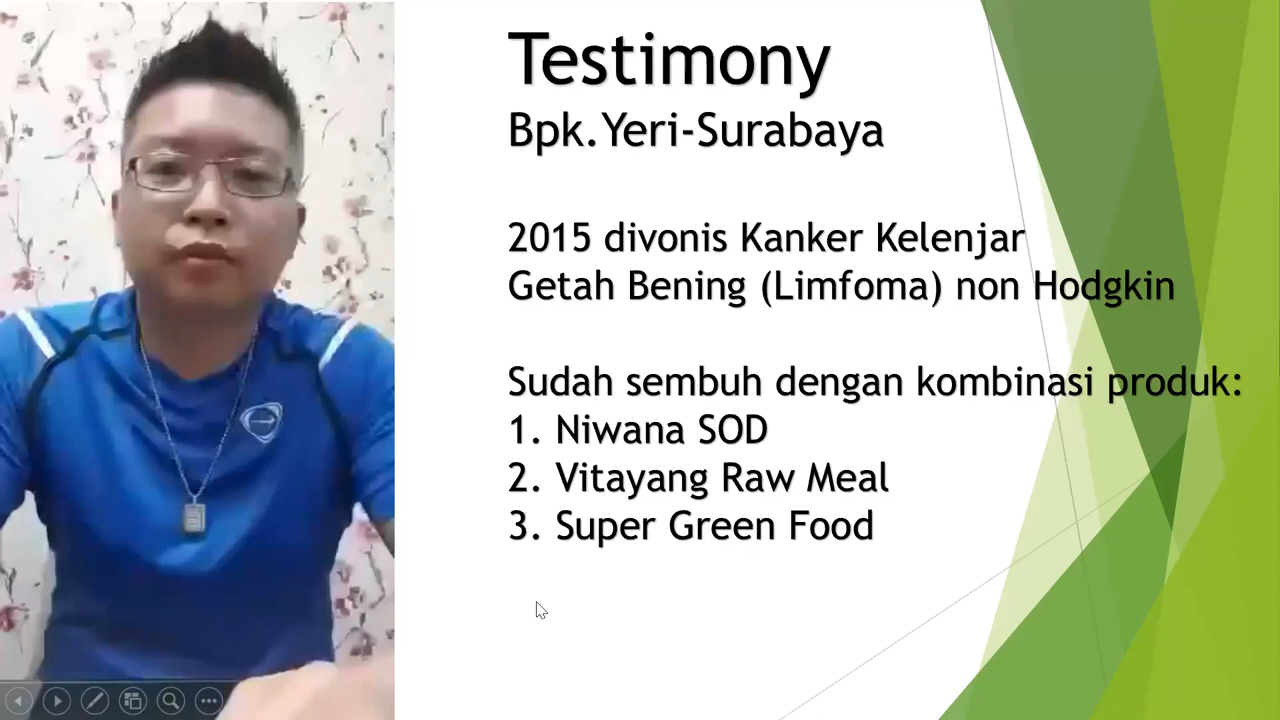 Testimony
Bpk.Yeri-Surabaya
2015 divonis Kanker Kelenjar
Getah Bening (Limfoma) non Hodgkin
Sudah sembuh dengan kombinasi produk:
1. Niwana SOD
2. Vitayang Raw Meal
3. Super Green Food